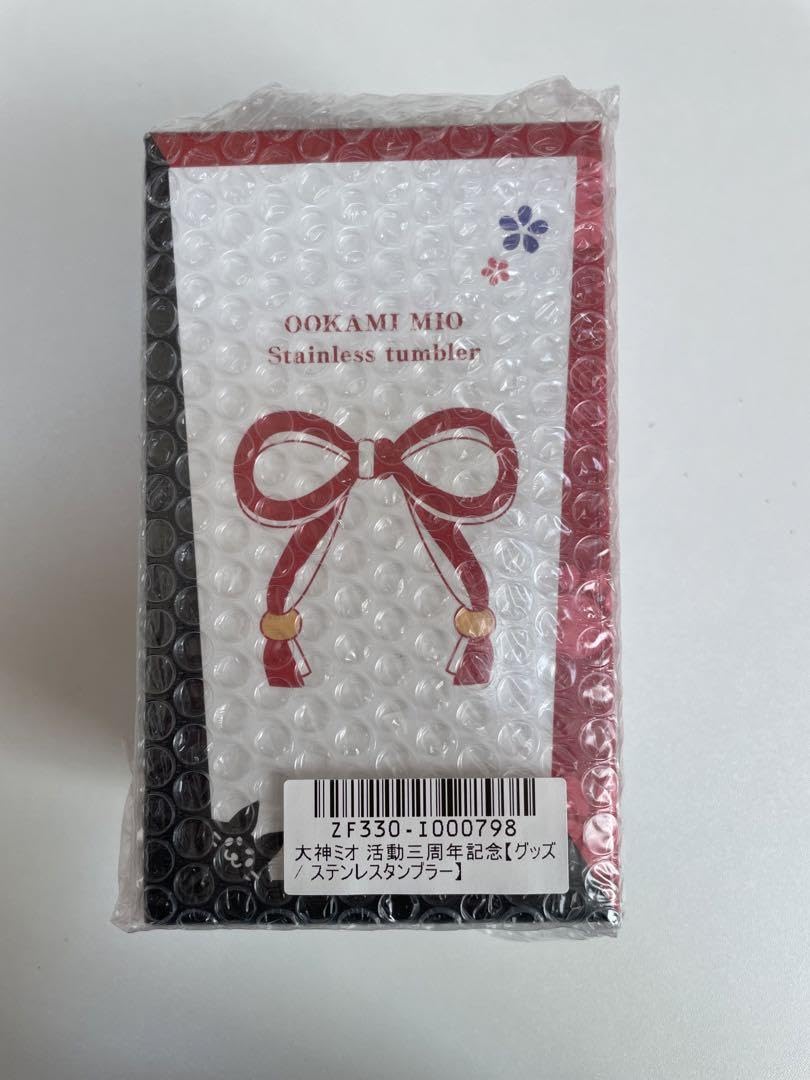 OOKAMI MIO
Stainless tumbler
ZF330-I000798
大神ミオ 活動三周年記念【グッズ
/ ステンレスタンブラー】